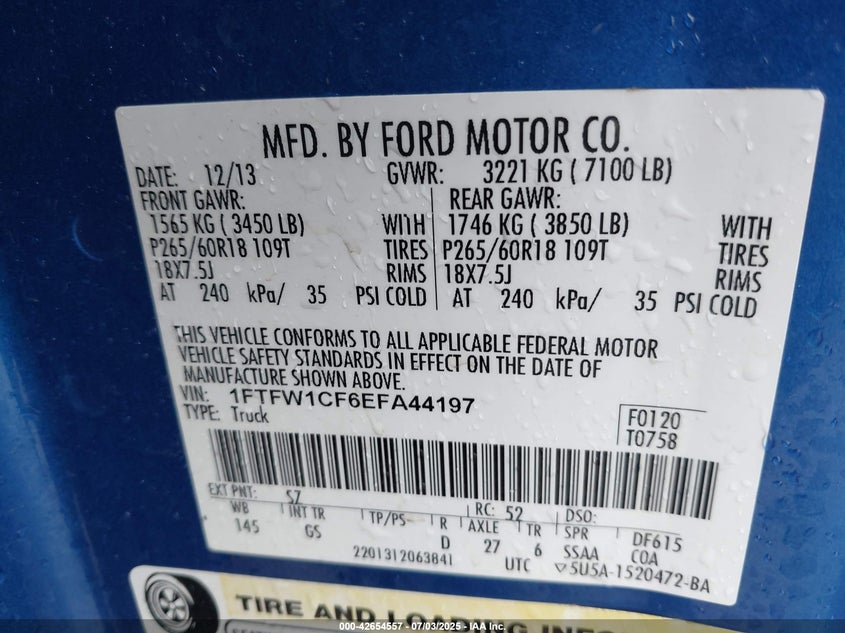 MFD. BY FORD MOTOR CO.
DATE: 12/13 GVWR: 3221 KG ( 7100 LB)
FRONT GAWR: REAR GAWR:
1565 KG ( 3450 LB) WITH 1746 KG ( 3850 LB) WITH
P265/60R18 109T TIRES P265/60R18 109T TIRES
18X7.5J RIMS 18X7.5J RIMS
AT 240 kPa/ 35 PSI COLD AT 240 kPa/ 35 PSI COLD
THIS VEHICLE CONFORMS TO ALL APPLICABLE FEDERAL MOTOR
VEHICLE SAFETY STANDARDS IN EFFECT ON THE DATE OF
MANUFACTURE SHOWN ABOVE.
VIN: 1FTFW1CF6EFA44197
TYPE: Truck
F0120
T0758
EXT PNT: SZ RC: 52 DSO:
WB INT TR TP/PS R AXLE TR SPR DF615
145 GS D 27 6 SSAA COA
2201312063841 UTC ▽5U5A-1520472-BA
TIRE AND
000-42654557 - 07/03/2025 - IAA Inc.